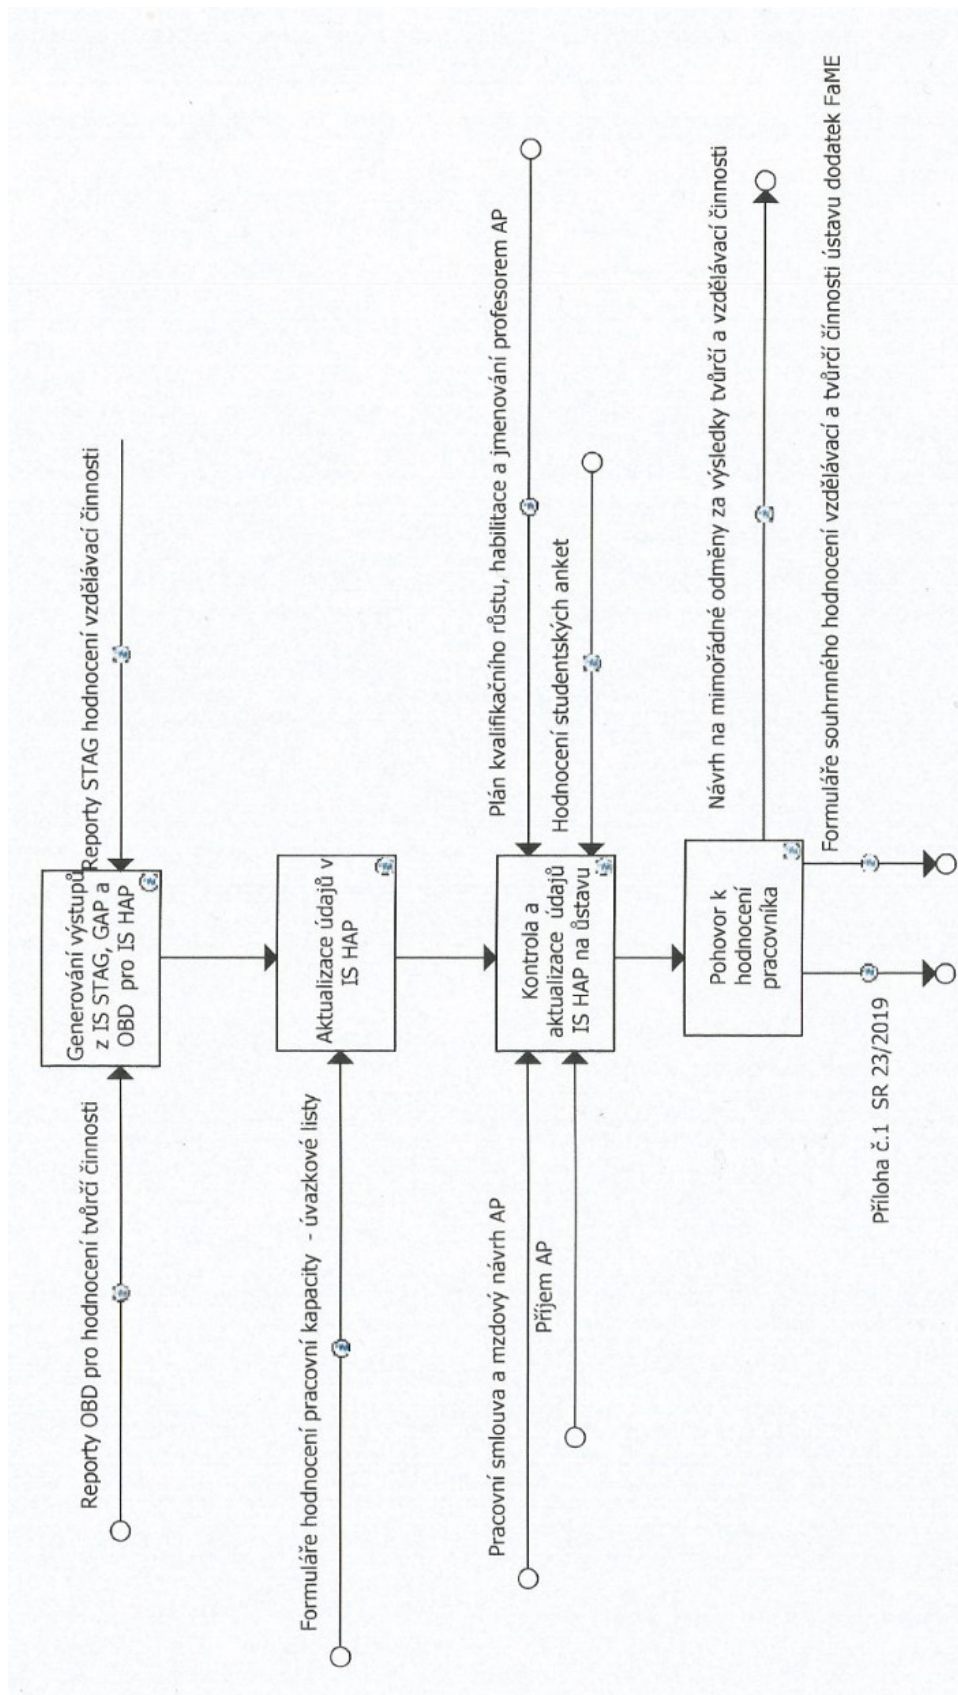 Reporty OBD pro hodnocení tvůrčí činnosti
Generování výstupů
z IS STAG, GAP a
OBD pro IS HAP
Reporty STAG hodnocení vzdělávací činnosti
Formuláře hodnocení pracovní kapacity - úvazkové listy
Aktualizace údajů v
IS HAP
Pracovní smlouva a mzdový návrh AP
Příjem AP
Kontrola a
aktualizace údajů
IS HAP na ůstavu
Plán kvalifikačního růstu, habilitace a jmenování profesorem AP
Hodnocení studentských anket
Pohovor k
hodnocení
pracovníka
Návrh na mimořádné odměny za výsledky tvůrčí a vzdělávací činnosti
Formuláře souhrnného hodnocení vzdělávací a tvůrčí čínnosti ústavu dodatek FaME
Příloha č.1 SR 23/2019